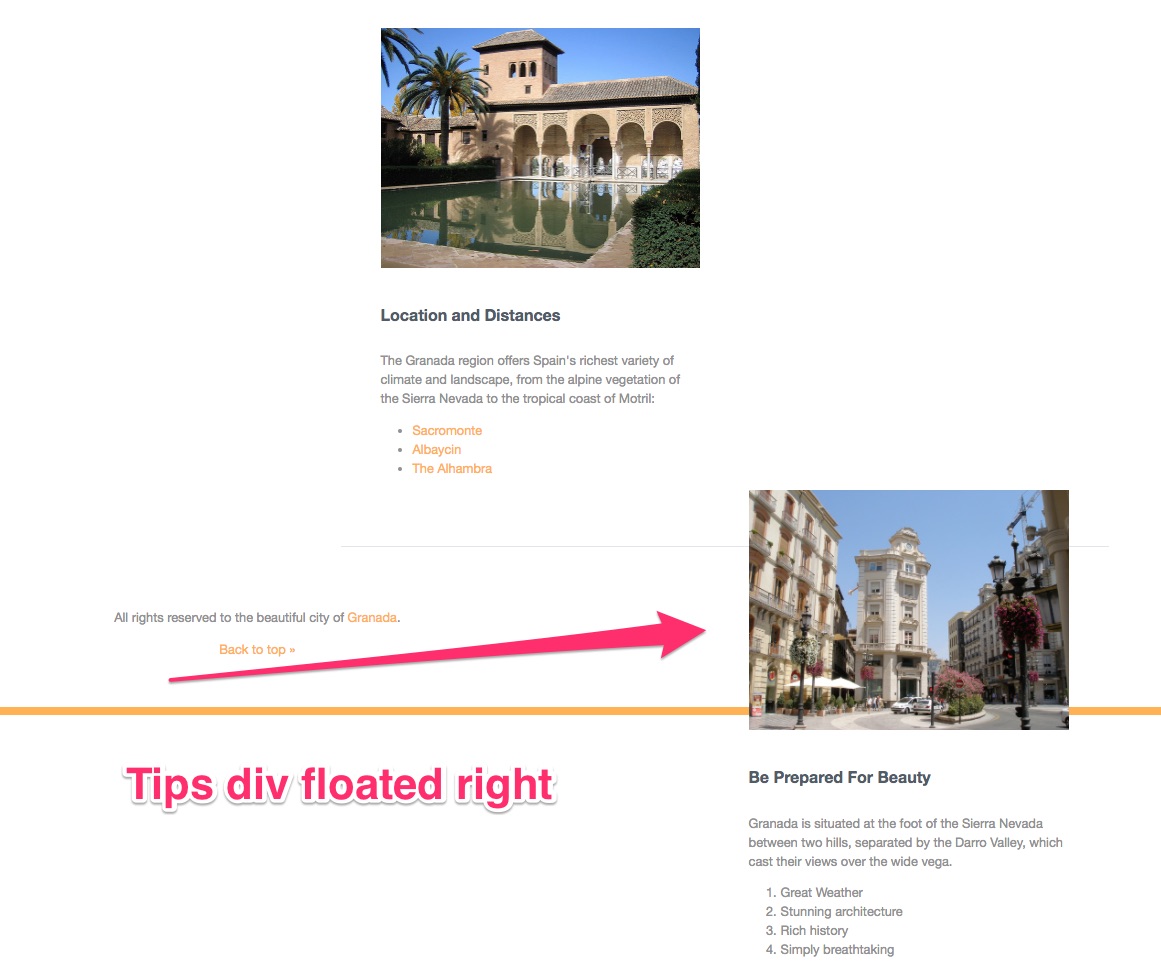 Location and Distances
The Granada region offers Spain's richest variety of
climate and landscape, from the alpine vegetation of
the Sierra Nevada to the tropical coast of Motril:
• Sacromonte
• Albaycin
• The Alhambra
All rights reserved to the beautiful city of Granada.
Back to top »
Tips div floated right
Be Prepared For Beauty
Granada is situated at the foot of the Sierra Nevada
between two hills, separated by the Darro Valley, which
cast their views over the wide vega.
1. Great Weather
2. Stunning architecture
3. Rich history
4. Simply breathtaking